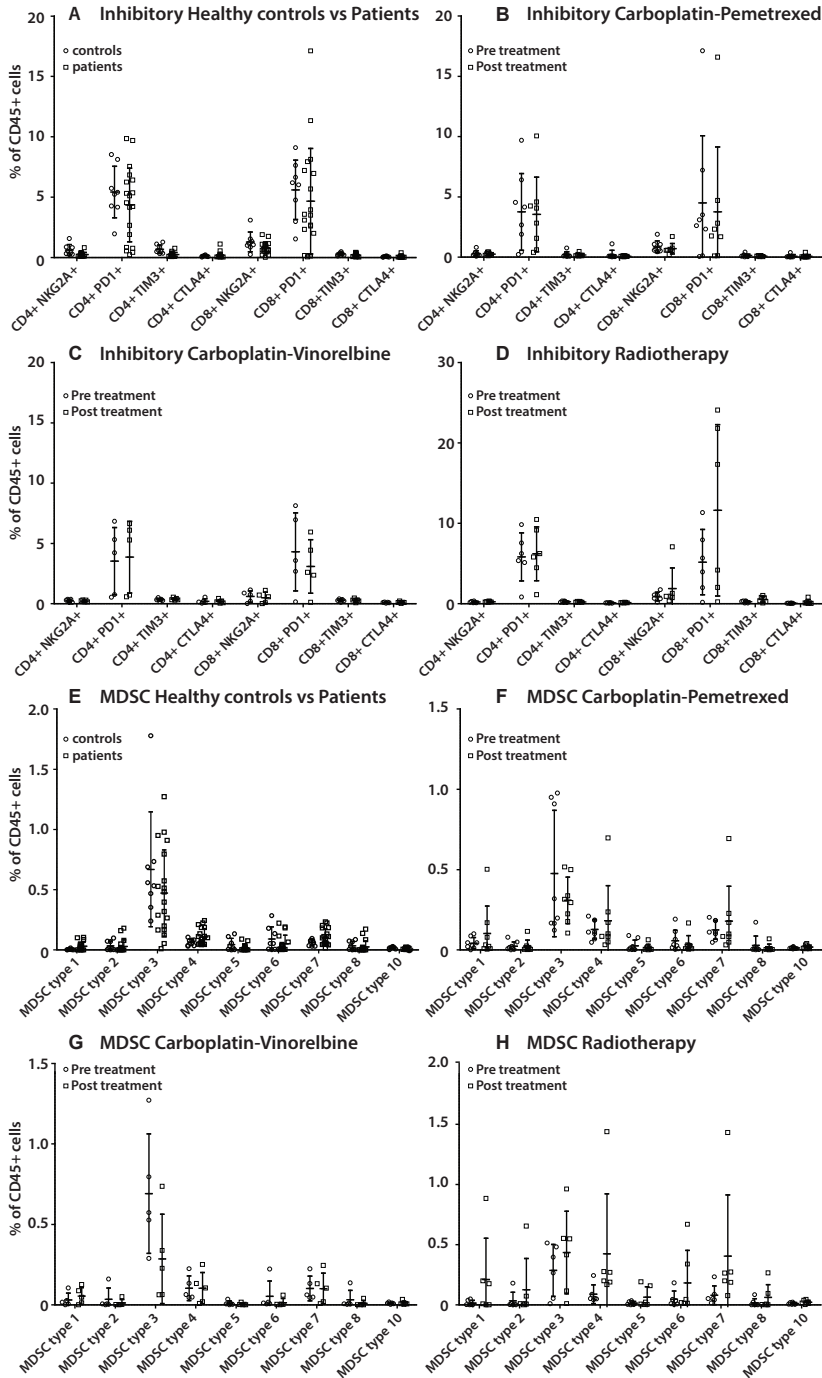 A Inhibitory Healthy controls vs Patients
% of CD45+ cells
20
15
10
5
0
controls
patients
CD4+ NKG2A+
CD4+ PD1+
CD4+ TIM3+
CD4+ CTLA4+
CD8+ NKG2A+
CD8+ PD1+
CD8+TIM3+
CD8+ CTLA4+
B Inhibitory Carboplatin-Pemetrexed
20
15
10
5
0
Pre treatment
Post treatment
CD4+ NKG2A+
CD4+ PD1+
CD4+ TIM3+
CD4+ CTLA4+
CD8+ NKG2A+
CD8+ PD1+
CD8+TIM3+
CD8+ CTLA4+
C Inhibitory Carboplatin-Vinorelbine
% of CD45+ cells
20
15
10
5
0
Pre treatment
Post treatment
CD4+ NKG2A+
CD4+ PD1+
CD4+ TIM3+
CD4+ CTLA4+
CD8+ NKG2A+
CD8+ PD1+
CD8+TIM3+
CD8+ CTLA4+
D Inhibitory Radiotherapy
30
20
10
0
Pre treatment
Post treatment
CD4+ NKG2A+
CD4+ PD1+
CD4+ TIM3+
CD4+ CTLA4+
CD8+ NKG2A+
CD8+ PD1+
CD8+TIM3+
CD8+ CTLA4+
E MDSC Healthy controls vs Patients
% of CD45+ cells
2.0
1.5
1.0
0.5
0
controls
patients
MDSC type 1
MDSC type 2
MDSC type 3
MDSC type 4
MDSC type 5
MDSC type 6
MDSC type 7
MDSC type 8
MDSC type 10
F MDSC Carboplatin-Pemetrexed
1.5
1.0
0.5
0
Pre treatment
Post treatment
MDSC type 1
MDSC type 2
MDSC type 3
MDSC type 4
MDSC type 5
MDSC type 6
MDSC type 7
MDSC type 8
MDSC type 10
G MDSC Carboplatin-Vinorelbine
% of CD45+ cells
1.5
1.0
0.5
0
Pre treatment
Post treatment
MDSC type 1
MDSC type 2
MDSC type 3
MDSC type 4
MDSC type 5
MDSC type 6
MDSC type 7
MDSC type 8
MDSC type 10
H MDSC Radiotherapy
2.0
1.5
1.0
0.5
0
Pre treatment
Post treatment
MDSC type 1
MDSC type 2
MDSC type 3
MDSC type 4
MDSC type 5
MDSC type 6
MDSC type 7
MDSC type 8
MDSC type 10